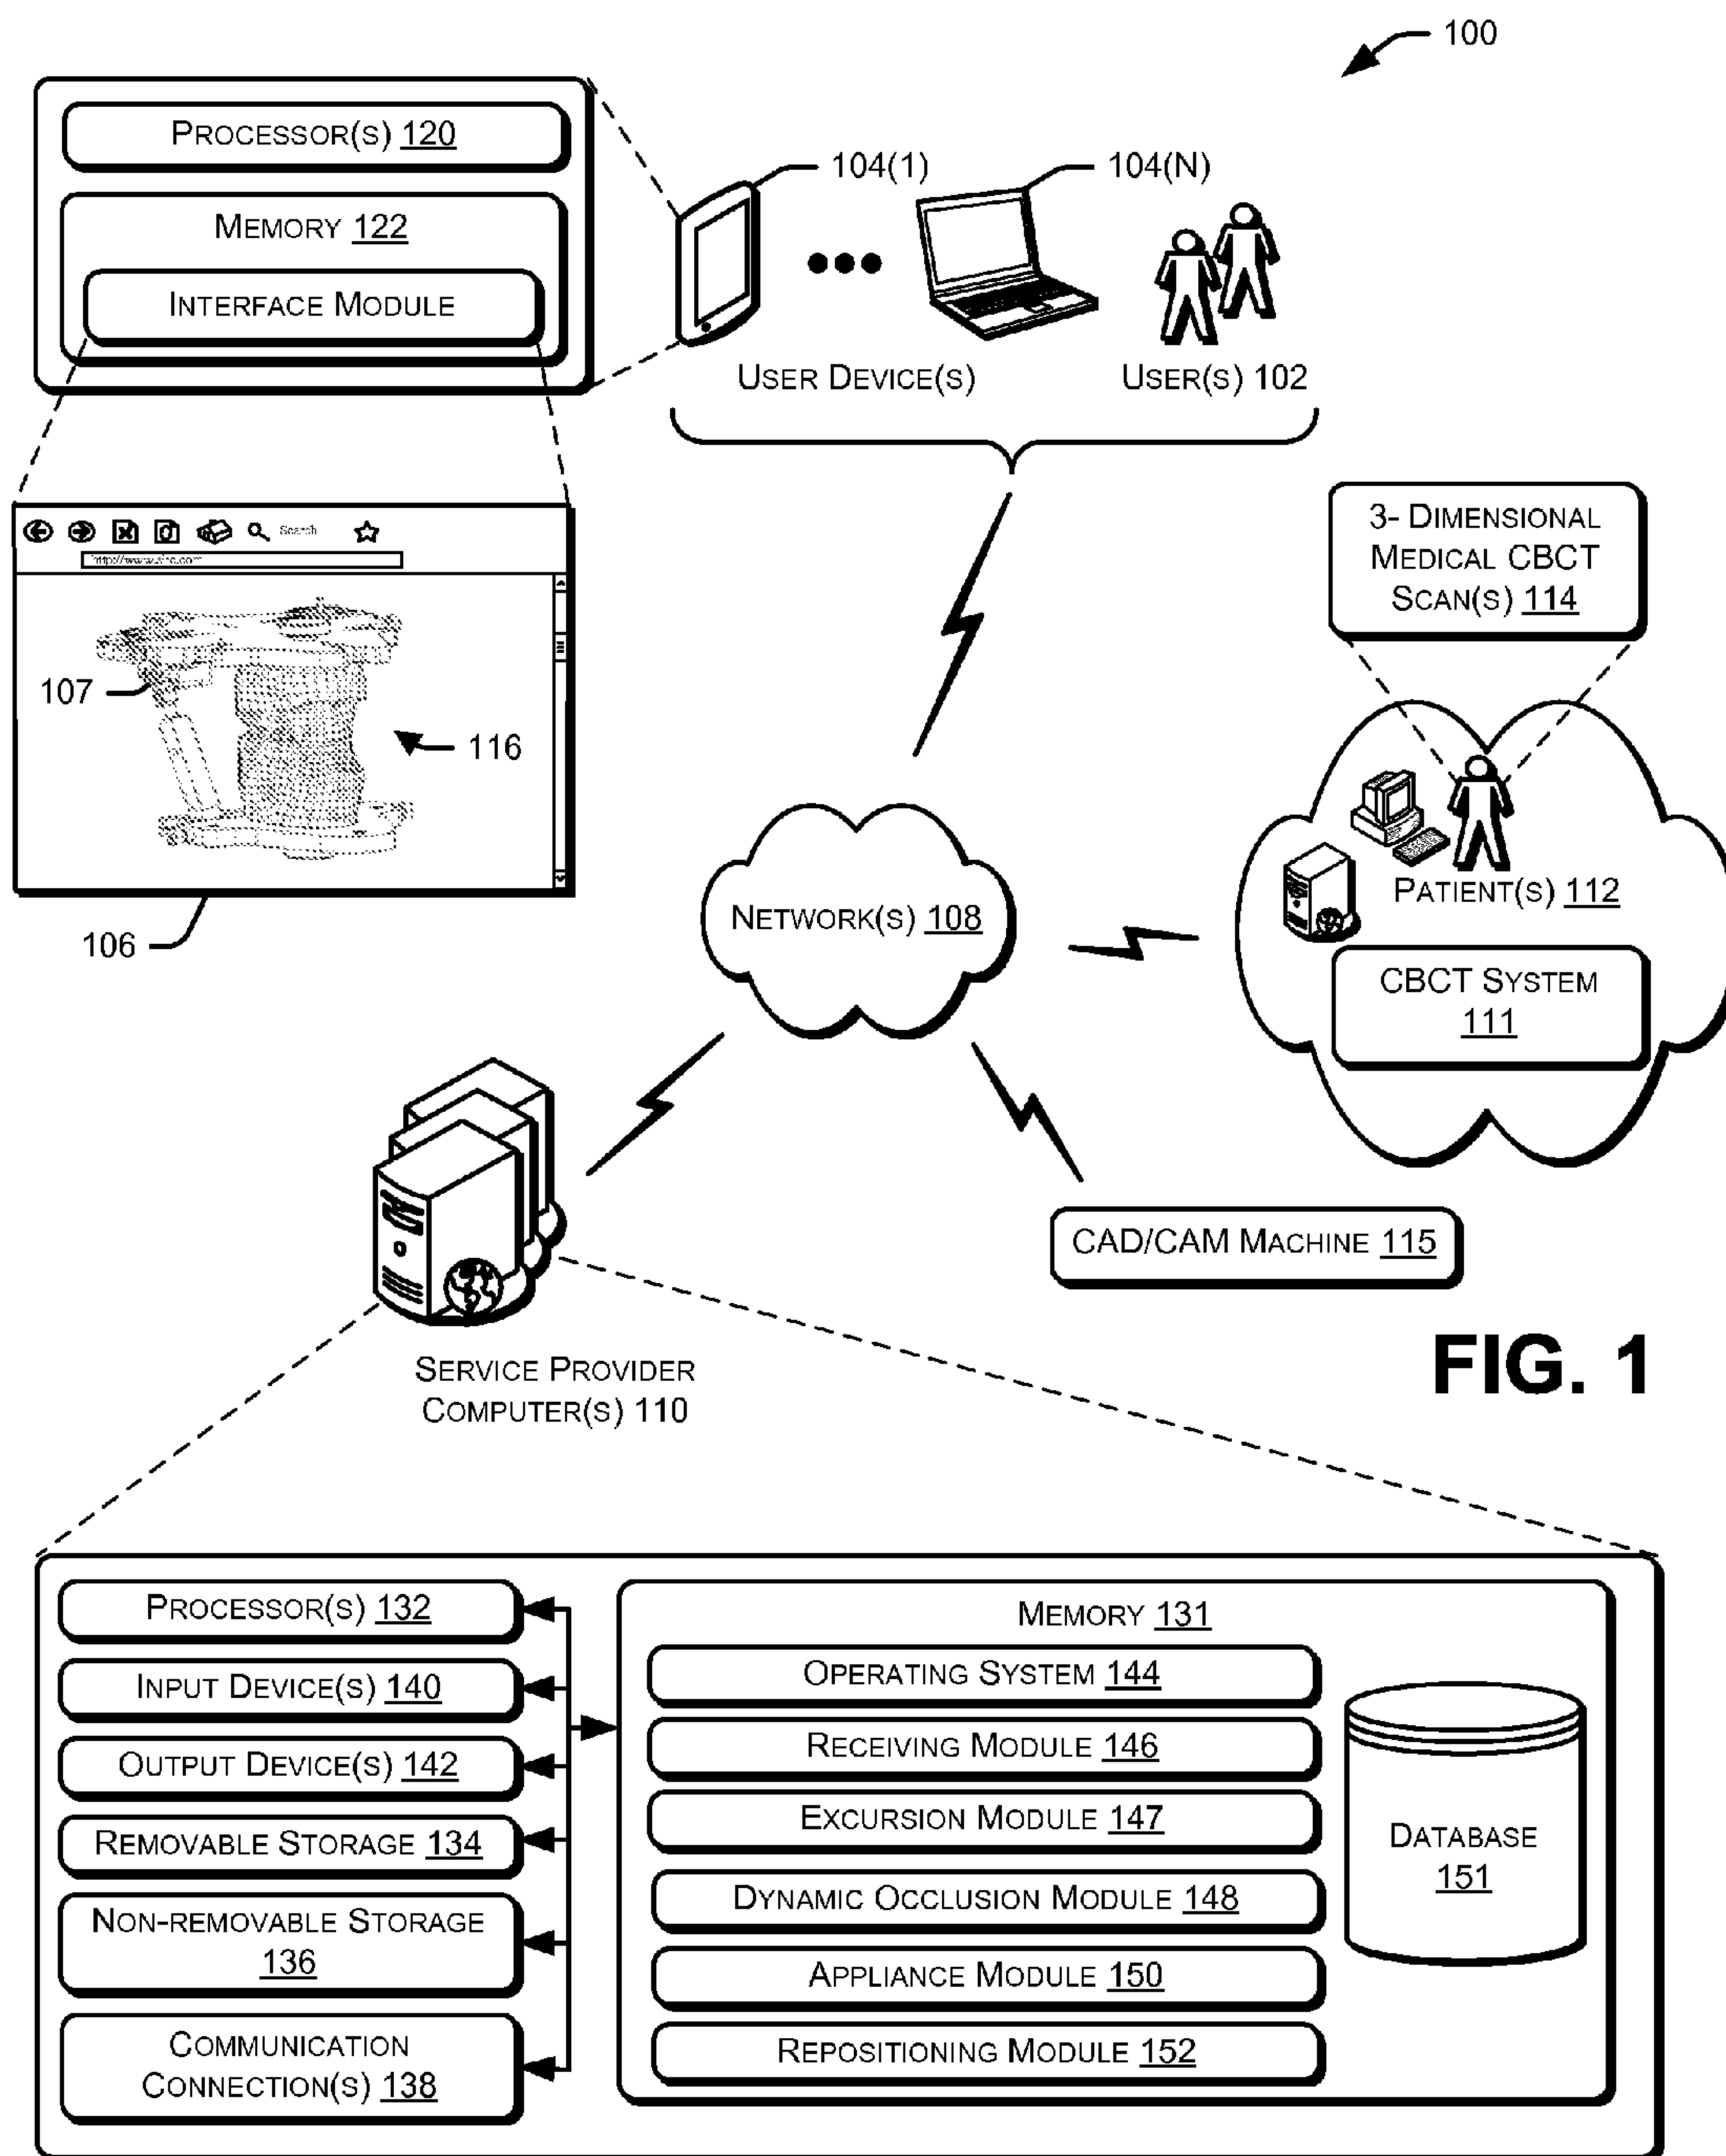 100
PROCESSOR(S) 120
MEMORY 122
INTERFACE MODULE
104(1)
104(N)
USER DEVICE(S)
USER(S) 102
Search
http://www.site.com
107
116
106
3- DIMENSIONAL
MEDICAL CBCT
SCAN(S) 114
PATIENT(S) 112
CBCT SYSTEM
111
NETWORK(S) 108
CAD/CAM MACHINE 115
SERVICE PROVIDER
COMPUTER(S) 110
FIG. 1
PROCESSOR(S) 132
INPUT DEVICE(S) 140
OUTPUT DEVICE(S) 142
REMOVABLE STORAGE 134
NON-REMOVABLE STORAGE
136
COMMUNICATION
CONNECTION(S) 138
MEMORY 131
OPERATING SYSTEM 144
RECEIVING MODULE 146
EXCURSION MODULE 147
DYNAMIC OCCLUSION MODULE 148
APPLIANCE MODULE 150
REPOSITIONING MODULE 152
DATABASE
151